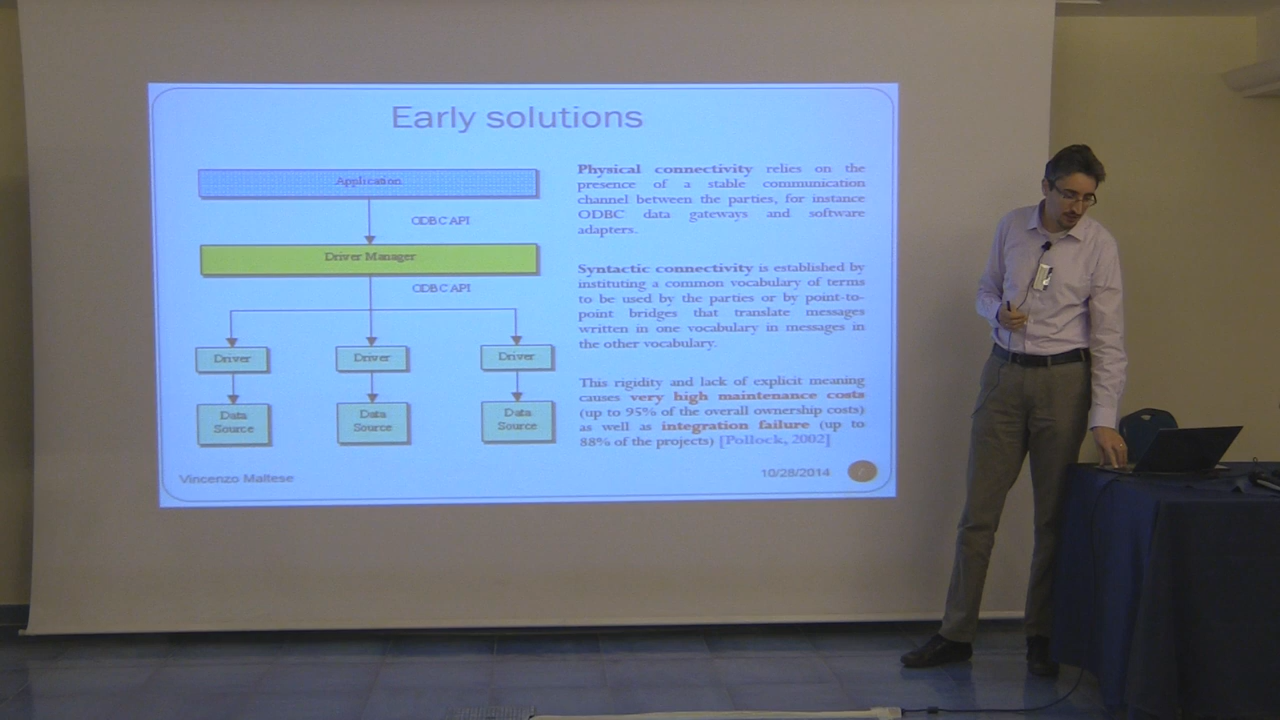 Early solutions
Application
ODBC API
Driver Manager
ODBC API
Driver
Driver
Driver
Data
Source
Data
Source
Data
Source
Physical connectivity relies on the
presence of a stable communication
channel between the parties, for instance
ODBC data gateways and software
adapters.
Syntactic connectivity is established by
instituting a common vocabulary of terms
to be used by the parties or by point-to-
point bridges that translate messages
written in one vocabulary in messages in
the other vocabulary.
This rigidity and lack of explicit meaning
causes very high maintenance costs
(up to 95% of the overall ownership costs)
as well as integration failure (up to
88% of the projects) [Pollock, 2002]
Vincenzo Maltese
10/28/2014